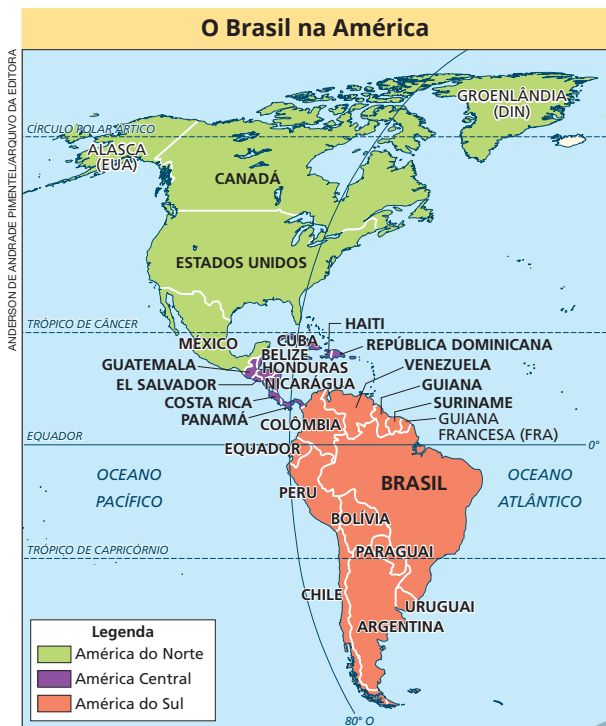 O Brasil na América
ANDERSON DE ANDRADE PIMENTEL/ARQUIVO DA EDITORA
GROENLÂNDIA
(DIN)
CÍRCULO POLAR ÁRTICO
ALASCA
(EUA)
CANADÁ
ESTADOS UNIDOS
TRÓPICO DE CÂNCER
HAITI
MÉXICO
CUBA
REPÚBLICA DOMINICANA
BELIZE
GUATEMALA
HONDURAS
VENEZUELA
EL SALVADOR
NICARÁGUA
GUIANA
COSTA RICA
SURINAME
PANAMÁ
COLÔMBIA
GUIANA
FRANCESA (FRA)
EQUADOR
0°
EQUADOR
OCEANO
PACÍFICO
PERU
BRASIL
OCEANO
ATLÂNTICO
BOLÍVIA
TRÓPICO DE CAPRICÓRNIO
PARAGUAI
CHILE
URUGUAI
ARGENTINA
Legenda
América do Norte
América Central
América do Sul
80° O